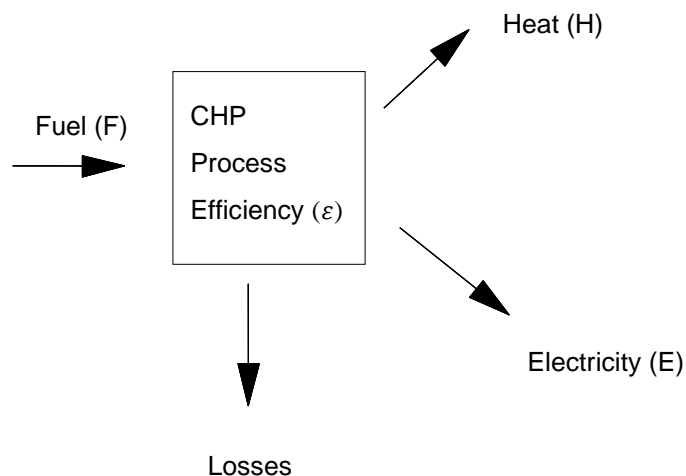 Heat (H)
Fuel (F)
CHP
Process
Efficiency (ε)
Electricity (E)
Losses